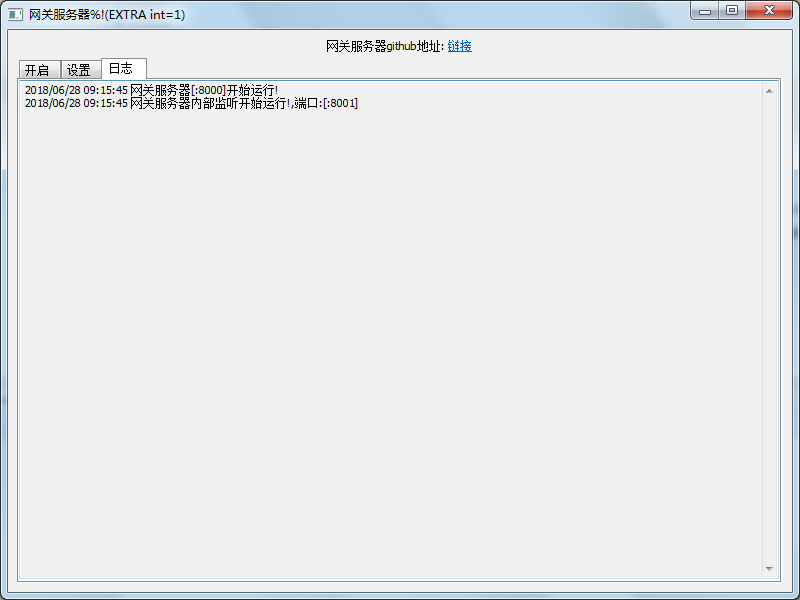 网关服务器%!(EXTRA int=1)
网关服务器github地址: 链接
开启 设置 日志
2018/06/28 09:15:45 网关服务器[:8000]开始运行!
2018/06/28 09:15:45 网关服务器内部监听开始运行!,端口:[:8001]